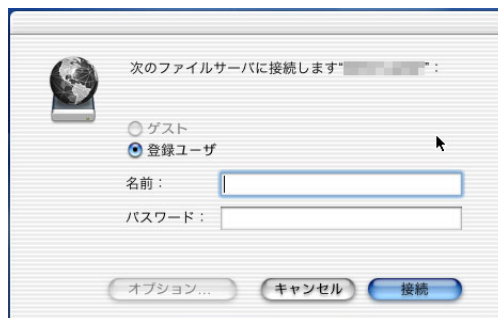 次のファイルサーバに接続します“ ”：
ゲスト
登録ユーザ
名前：
パスワード：
オプション...
キャンセル
接続